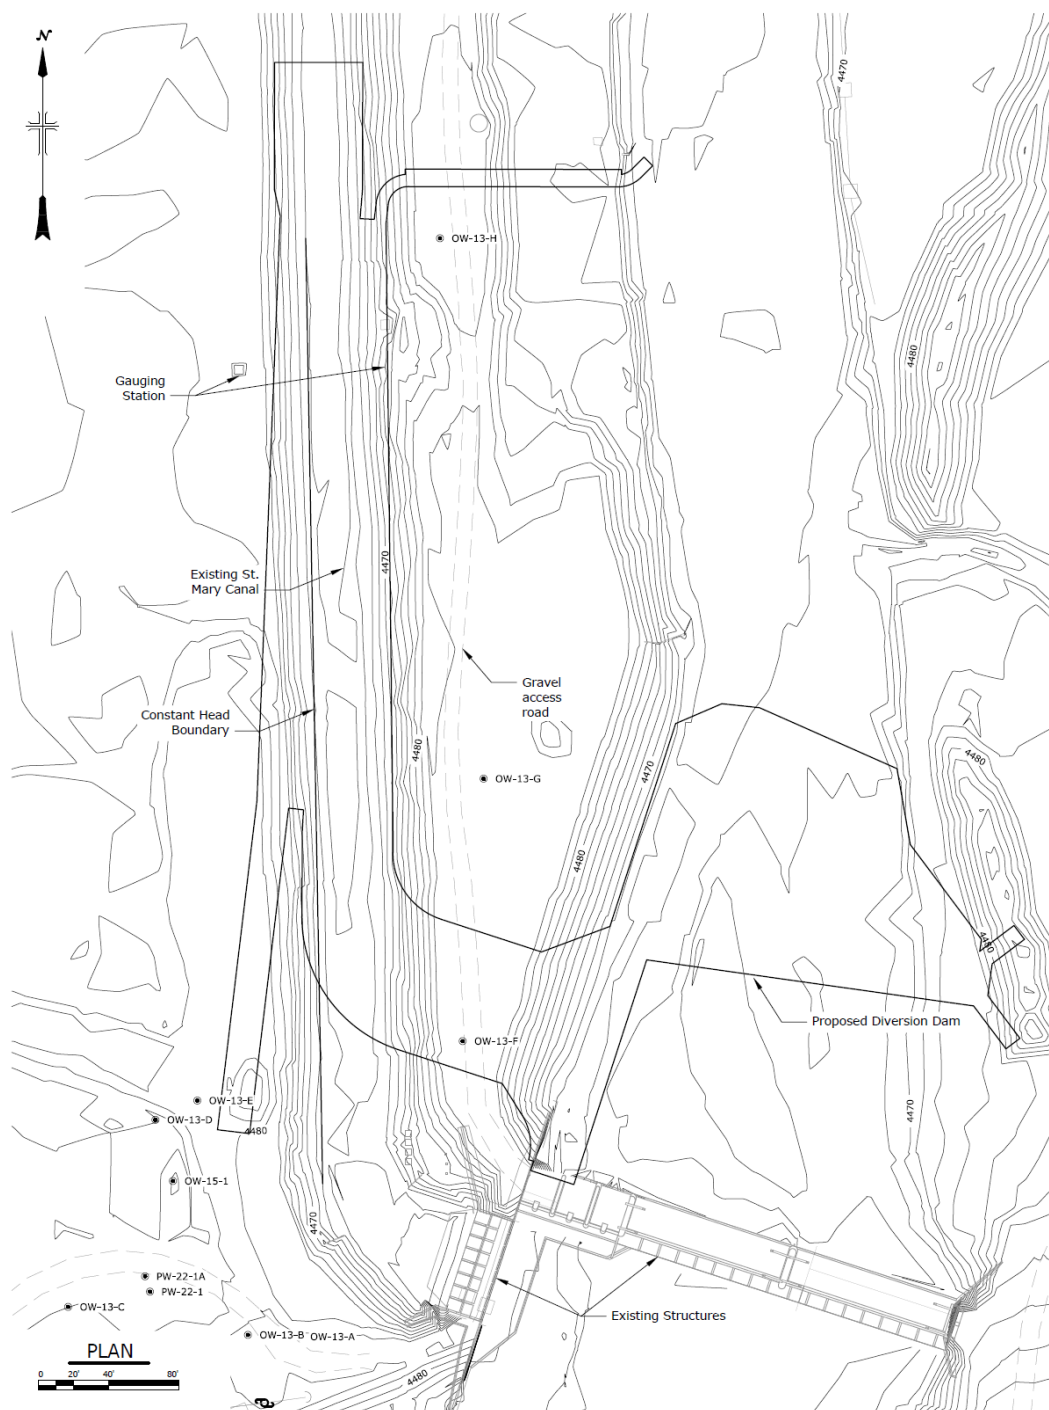 N
4470
OW-13-H
4480
Gauging
Station
4470
Existing St.
Mary Canal
Gravel
access
road
Constant Head
Boundary
4480
4480
4470
OW-13-G
4480
4480
OW-13-F
Proposed Diversion Dam
OW-13-E
OW-13-D
4480
4470
OW-15-1
4470
PW-22-1A
PW-22-1
OW-13-C
Existing Structures
OW-13-B
OW-13-A
PLAN
4480
0 20' 40' 80'